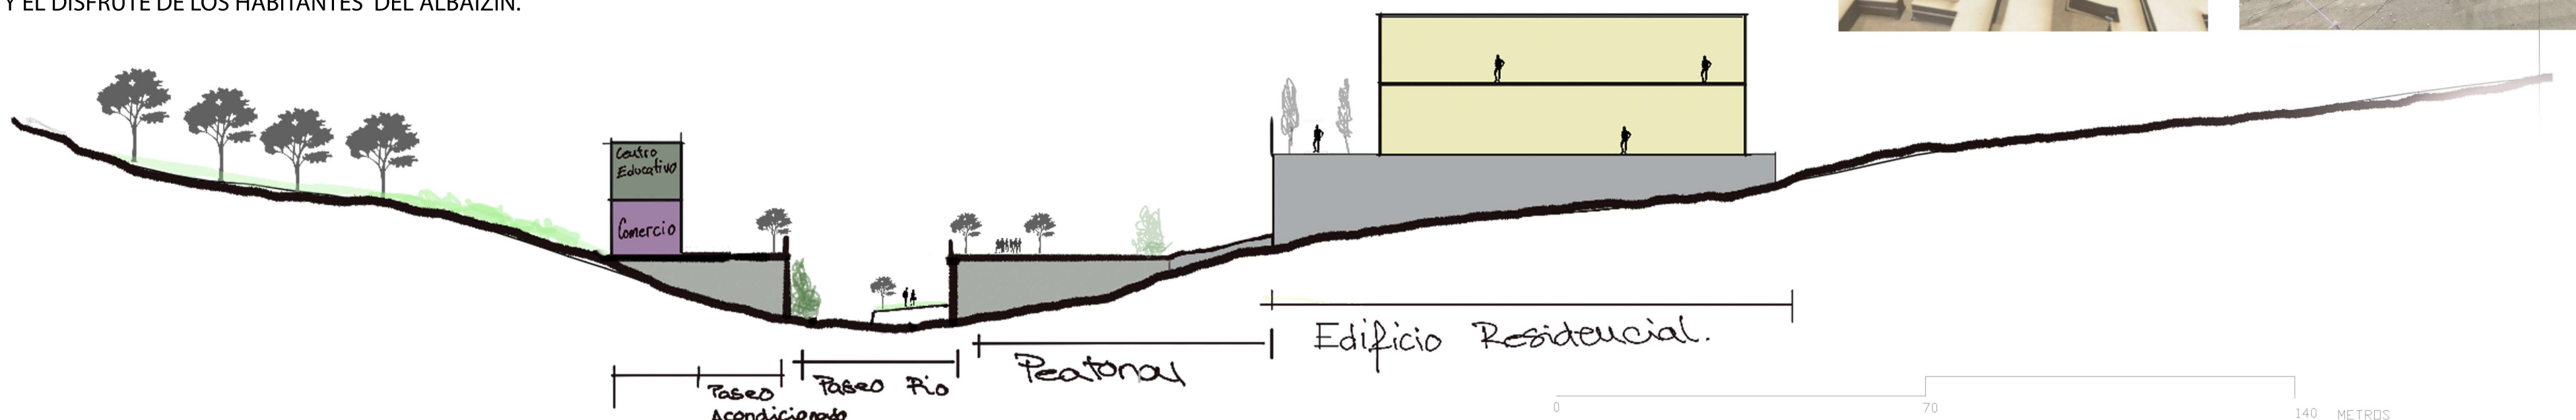 Y EL DISFRUTE DE LOS HABITANTES DEL ALBAIZIN.
Centro
Educativo
Comercio
Edificio Residencial.
Peatonal
Paseo Rio
Paseo
Acondicionado
0 70 140 METROS